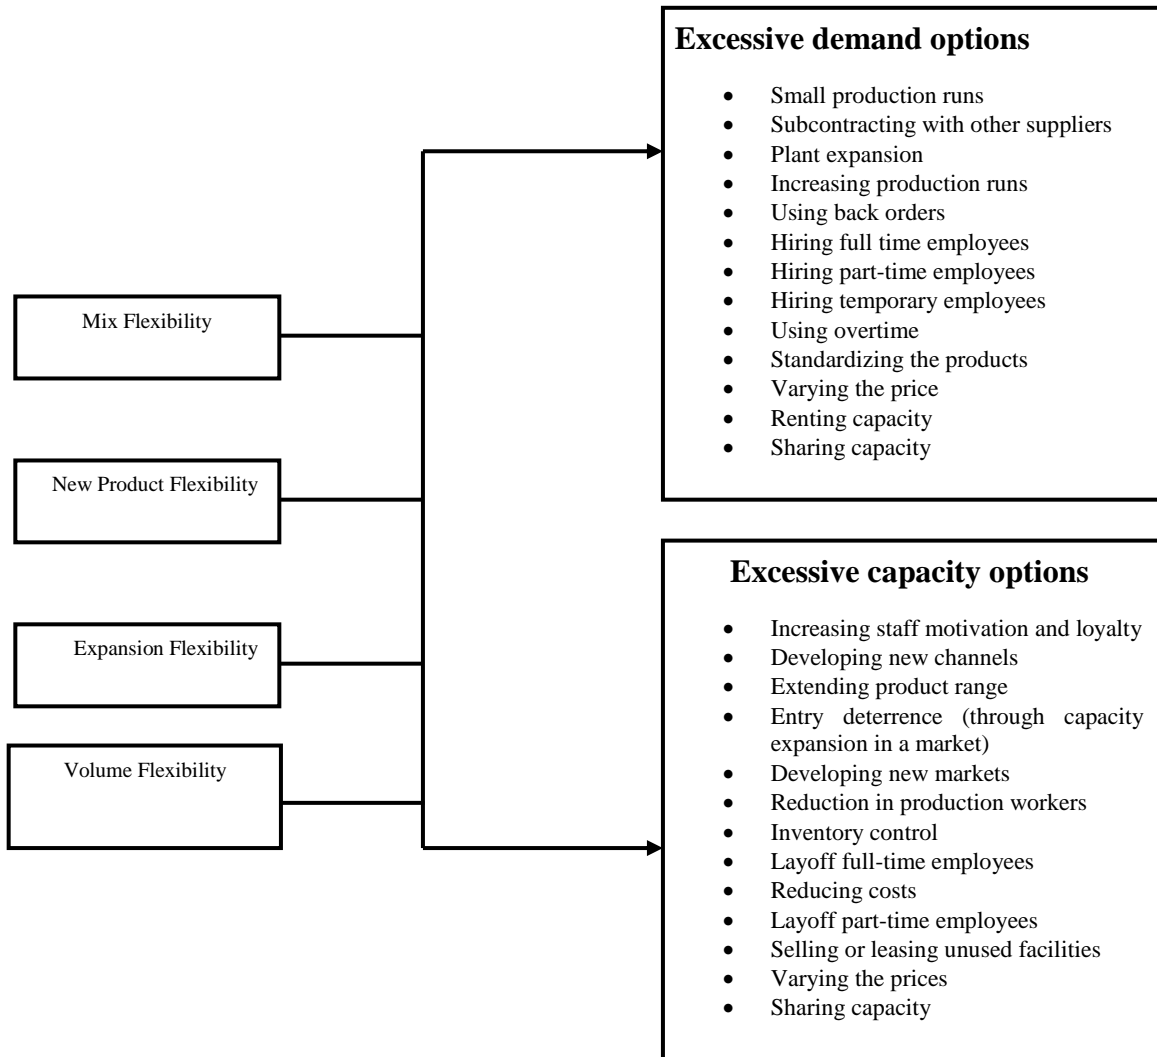 Excessive demand options
• Small production runs
• Subcontracting with other suppliers
• Plant expansion
• Increasing production runs
• Using back orders
• Hiring full time employees
• Hiring part-time employees
• Hiring temporary employees
• Using overtime
• Standardizing the products
• Varying the price
• Renting capacity
• Sharing capacity
Mix Flexibility
New Product Flexibility
Expansion Flexibility
Volume Flexibility
Excessive capacity options
• Increasing staff motivation and loyalty
• Developing new channels
• Extending product range
• Entry deterrence (through capacity
expansion in a market)
• Developing new markets
• Reduction in production workers
• Inventory control
• Layoff full-time employees
• Reducing costs
• Layoff part-time employees
• Selling or leasing unused facilities
• Varying the prices
• Sharing capacity